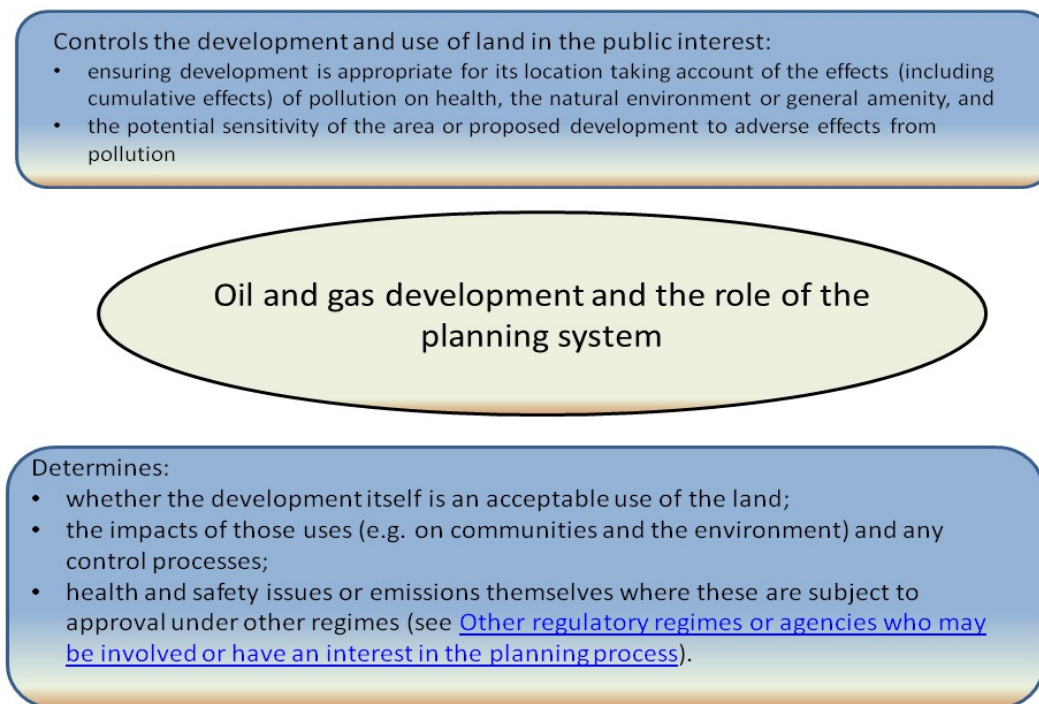 Controls the development and use of land in the public interest:
• ensuring development is appropriate for its location taking account of the effects (including
cumulative effects) of pollution on health, the natural environment or general amenity, and
• the potential sensitivity of the area or proposed development to adverse effects from
pollution
Oil and gas development and the role of the
planning system
Determines:
• whether the development itself is an acceptable use of the land;
• the impacts of those uses (e.g. on communities and the environment) and any
control processes;
• health and safety issues or emissions themselves where these are subject to
approval under other regimes (see Other regulatory regimes or agencies who may
be involved or have an interest in the planning process).